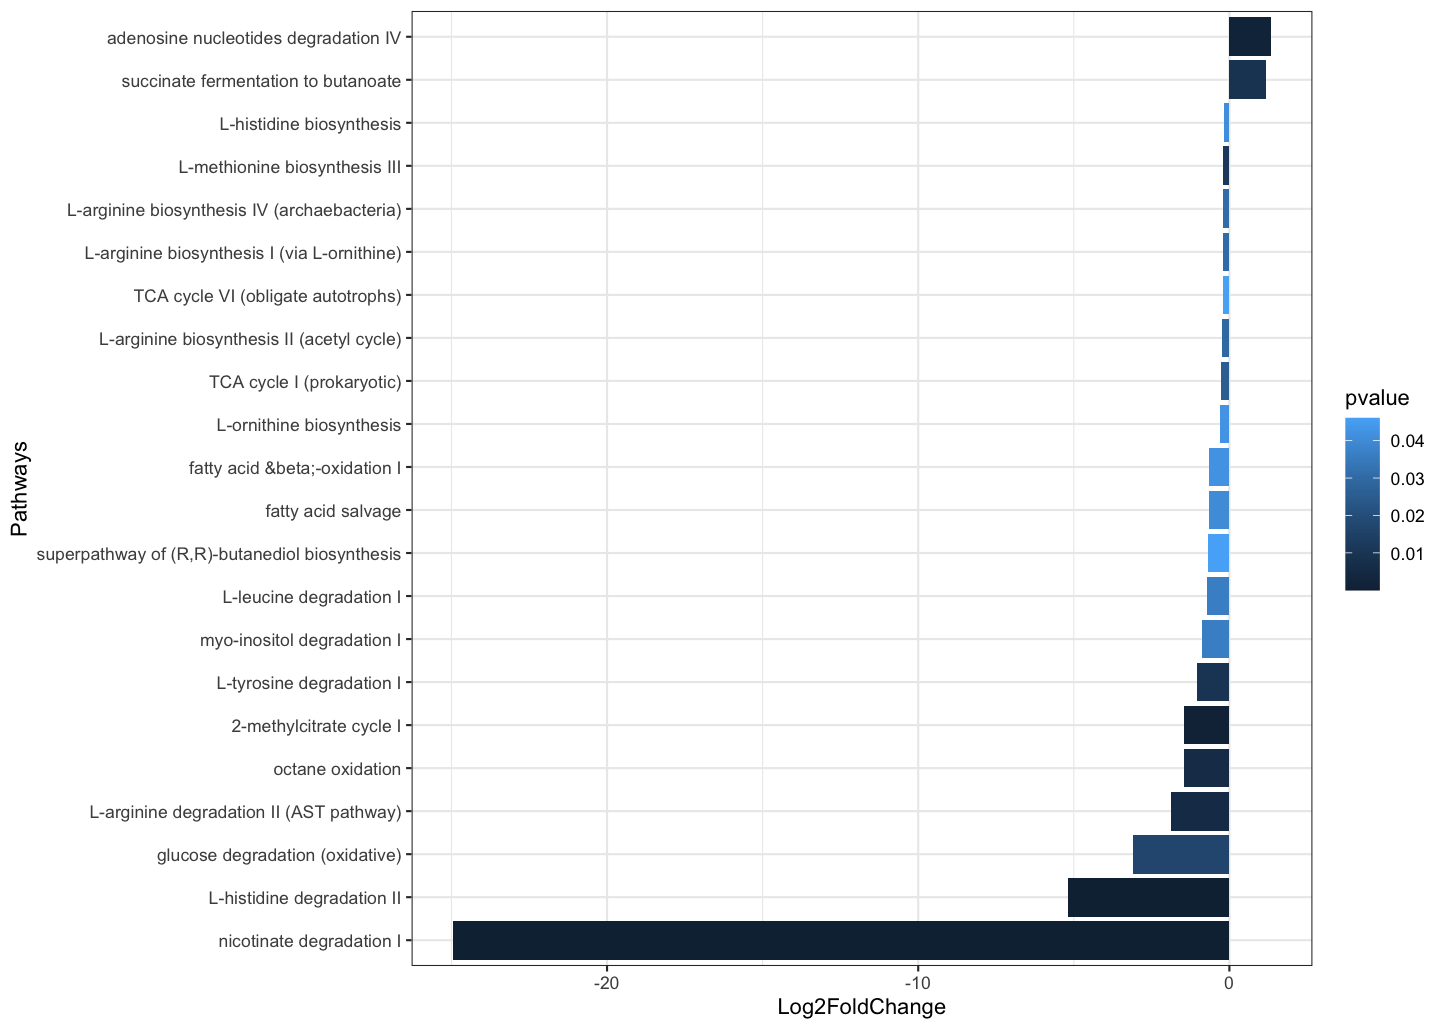 adenosine nucleotides degradation IV
succinate fermentation to butanoate
L-histidine biosynthesis
L-methionine biosynthesis III
L-arginine biosynthesis IV (archaebacteria)
L-arginine biosynthesis I (via L-ornithine)
TCA cycle VI (obligate autotrophs)
L-arginine biosynthesis II (acetyl cycle)
TCA cycle I (prokaryotic)
L-ornithine biosynthesis
fatty acid &beta;-oxidation I
fatty acid salvage
superpathway of (R,R)-butanediol biosynthesis
L-leucine degradation I
myo-inositol degradation I
L-tyrosine degradation I
2-methylcitrate cycle I
octane oxidation
L-arginine degradation II (AST pathway)
glucose degradation (oxidative)
L-histidine degradation II
nicotinate degradation I
Pathways
-20
-10
0
Log2FoldChange
pvalue
0.04
0.03
0.02
0.01